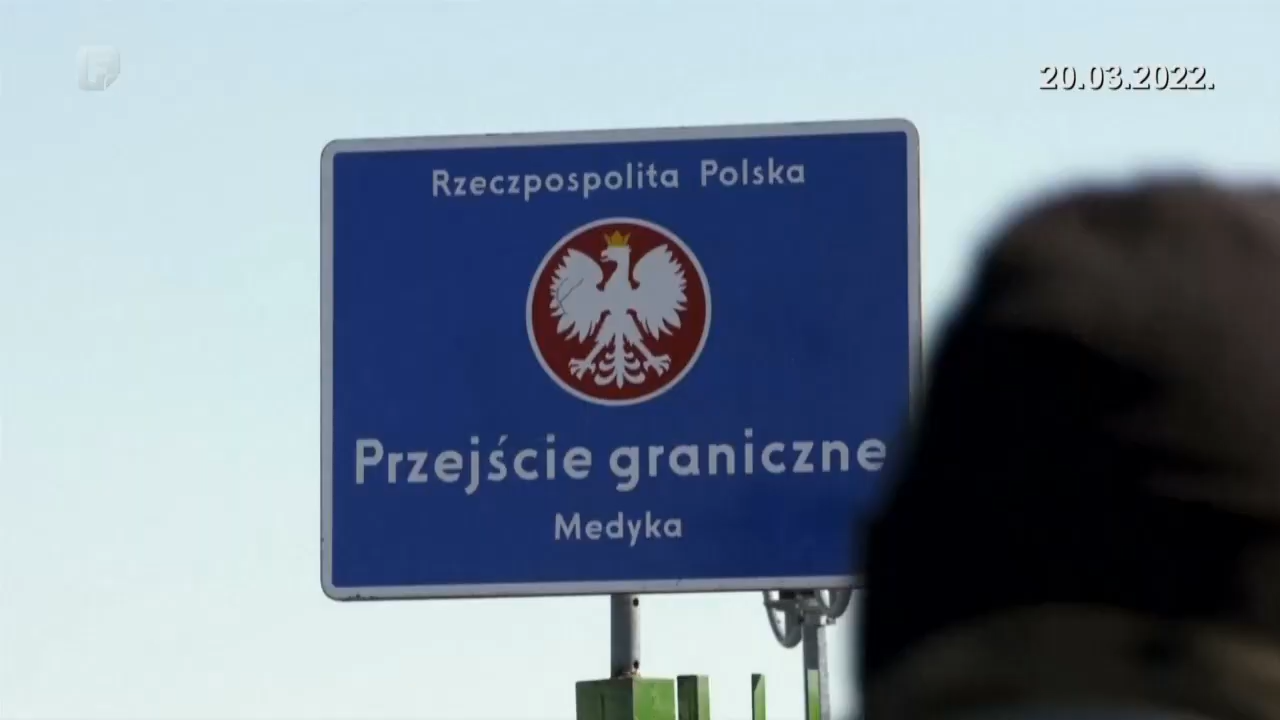 F
20.03.2022.
Rzeczpospolita Polska
Przejście graniczne
Medyka